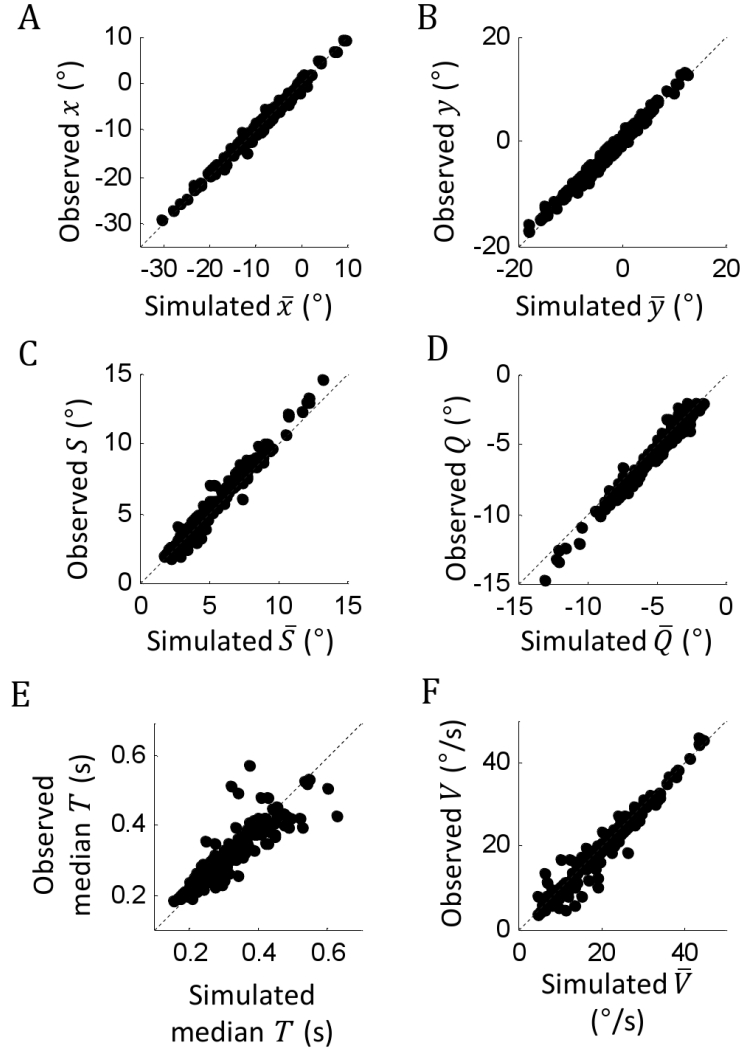 A
10
0
-10
-20
-30
Observed x (°)
-30 -20 -10 0 10
Simulated x̄ (°)
B
20
0
-20
Observed y (°)
-20 0 20
Simulated ȳ (°)
C
15
10
5
0
Observed S (°)
0 5 10 15
Simulated S̄ (°)
D
0
-5
-10
-15
Observed Q (°)
-15 -10 -5 0
Simulated Q̄ (°)
E
0.6
0.4
0.2
Observed
median T (s)
0.2 0.4 0.6
Simulated
median T (s)
F
40
20
0
Observed V (°/s)
0 20 40
Simulated V̄
(°/s)